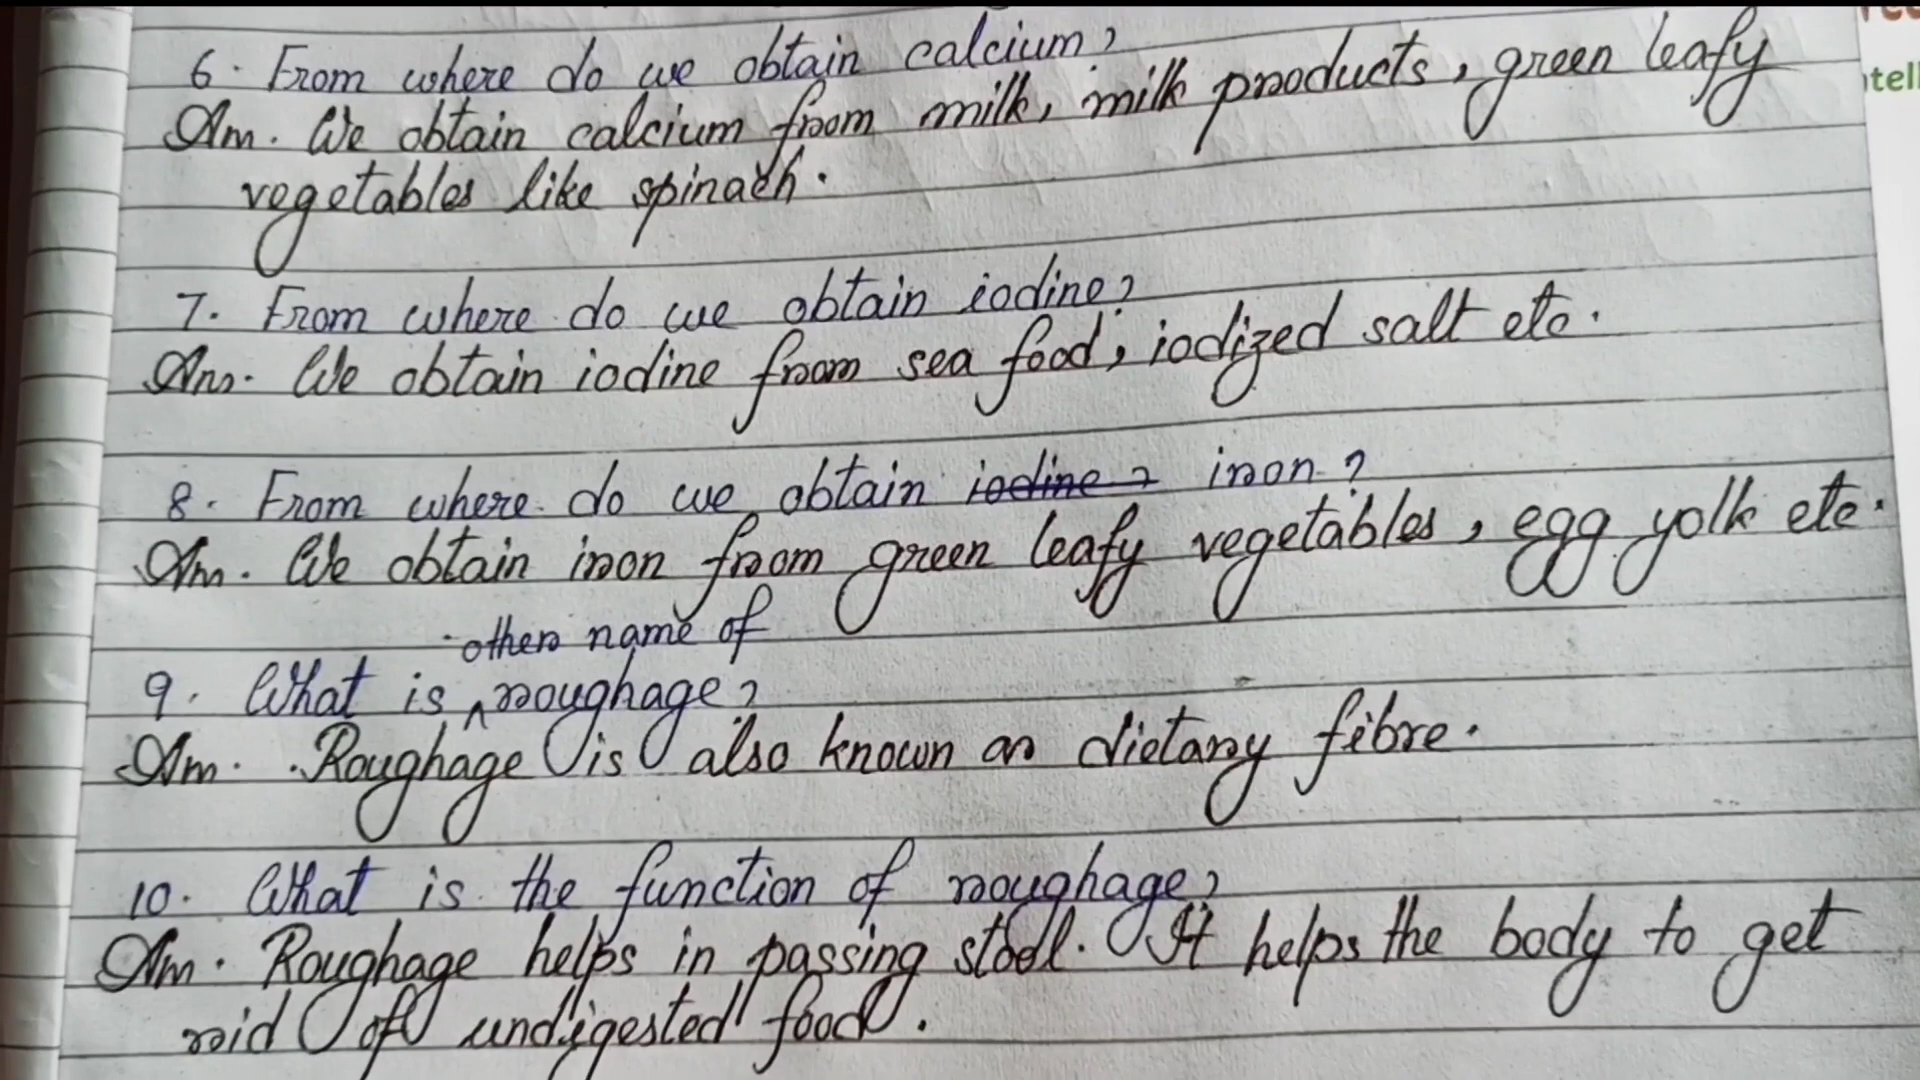 6. From where do we obtain calcium?
Ans. We obtain calcium from milk, milk products, green leafy
vegetables like spinach.
7. From where do we obtain iodine?
Ans. We obtain iodine from sea food, iodized salt etc.
8. From where do we obtain iodine? iron?
Ans. We obtain iron from green leafy vegetables, egg yolk etc.
other name of
9. What is ^ roughage?
Ans. Roughage is also known as dietary fibre.
10. What is the function of roughage?
Ans. Roughage helps in passing stool. It helps the body to get
rid of undigested food.